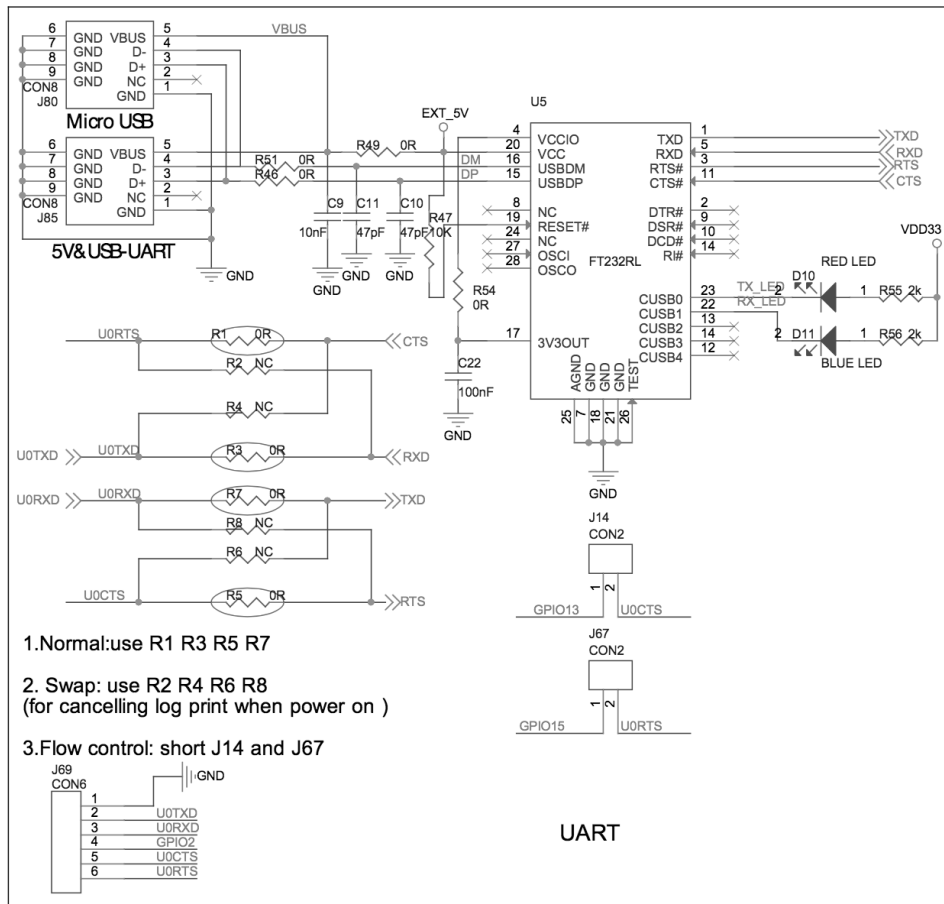 6 GND VBUS 5 VBUS
7 GND D- 4
8 GND D+ 3
9 GND NC 2
CON8 GND 1
J80
Micro USB
6 GND VBUS 5
7 GND D- 4
8 GND D+ 3
9 GND NC 2
CON8 GND 1
J85
5V&USB-UART
GND
R49 0R
R51 0R
R46 0R
DM
DP
EXT_5V
C9
10nF
C11
47pF
C10
47pF
R47
10K
GND
GND
GND
R54
0R
C22
100nF
GND
U5
4 VCCIO TXD 1 TXD
20 VCC RXD 5 RXD
16 USBDM RTS# 3 RTS
15 USBDP CTS# 11 CTS
8 NC DTR# 2
19 RESET# DSR# 9
24 NC DCD# 10
27 OSCI RI# 14
28 OSCO
FT232RL
CUSB0 23 TX_LED
CUSB1 22 RX_LED
CUSB2 13
17 3V3OUT CUSB3 14
CUSB4 12
AGND GND GND GND TEST
25 7 18 21 26
GND
VDD33
RED LED
D10
2 1 R55 2k
2 1 R56 2k
D11
BLUE LED
U0RTS R1 0R CTS
R2 NC
R4 NC
U0TXD U0TXD R3 0R RXD
U0RXD U0RXD R7 0R TXD
R8 NC
R6 NC
U0CTS R5 0R RTS
J14
CON2
1 2
GPIO13 U0CTS
J67
CON2
1 2
GPIO15 U0RTS
1.Normal:use R1 R3 R5 R7
2. Swap: use R2 R4 R6 R8
(for cancelling log print when power on )
3.Flow control: short J14 and J67
J69
CON6
GND
1
2 U0TXD
3 U0RXD
4 GPIO2
5 U0CTS
6 U0RTS
UART